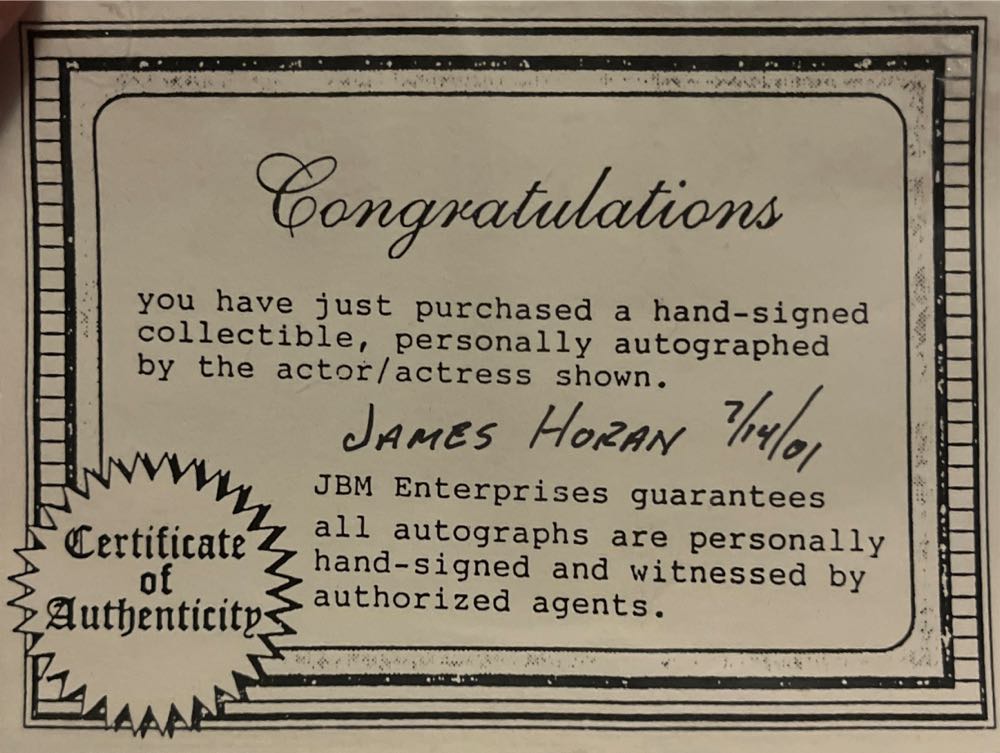 Congratulations
you have just purchased a hand-signed
collectible, personally autographed
by the actor/actress shown.
JAMES HORAN 7/14/01
JBM Enterprises guarantees
all autographs are personally
hand-signed and witnessed by
authorized agents.
Certificate
of
Authenticity